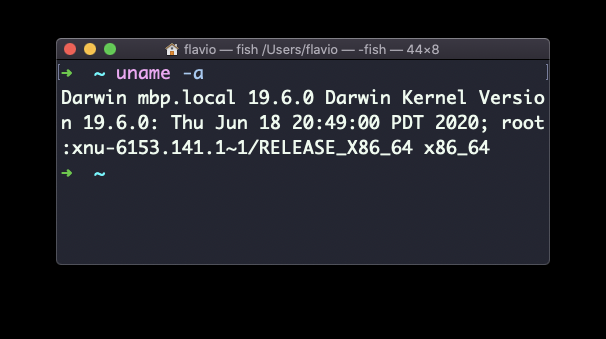 flavio — fish /Users/flavio — -fish — 44×8
➜  ~ uname -a
Darwin mbp.local 19.6.0 Darwin Kernel Versio
n 19.6.0: Thu Jun 18 20:49:00 PDT 2020; root
:xnu-6153.141.1~1/RELEASE_X86_64 x86_64
➜  ~